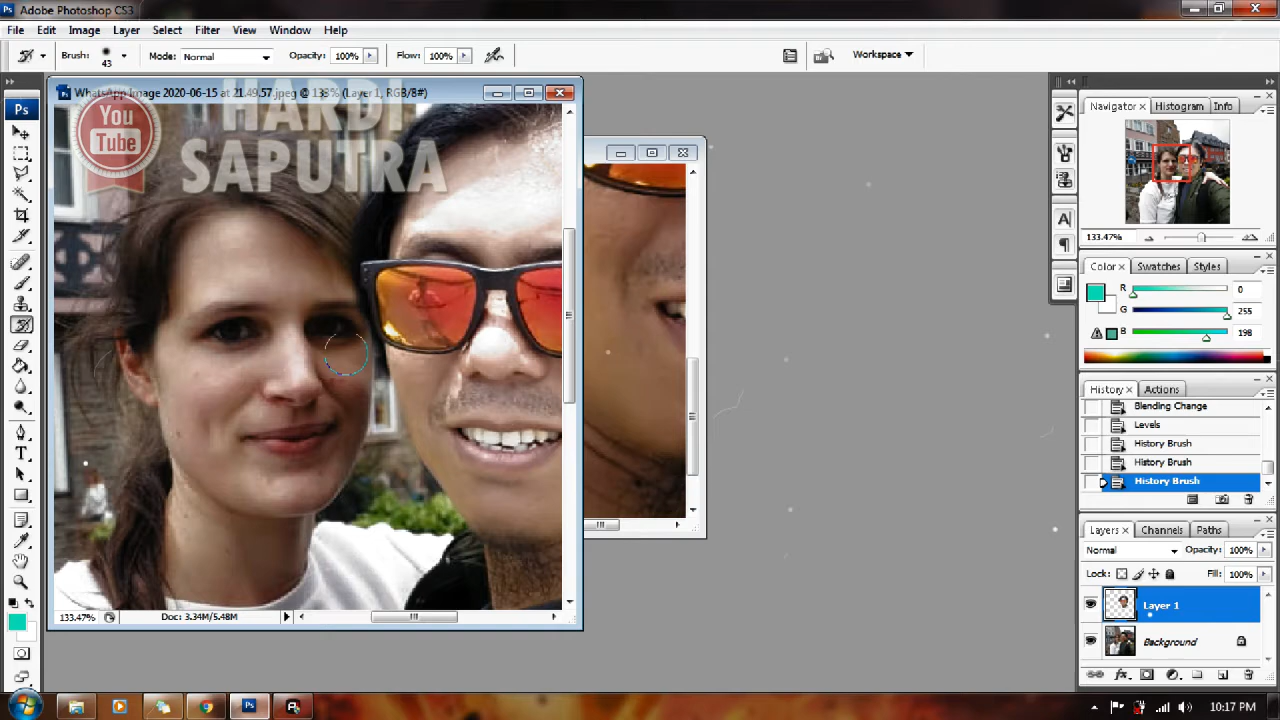 Adobe Photoshop CS3
File Edit Image Layer Select Filter View Window Help
Brush: 43 Mode: Normal Opacity: 100% Flow: 100% Workspace
WhatsApp Image 2020-06-15 at 21.49.57.jpeg @ 133% (Layer 1, RGB/8#)
Ps
You
Tube
HARDI
SAPUTRA
Navigator × Histogram Info
133.47%
Color × Swatches Styles
R 0
G 255
B 198
History × Actions
Blending Change
Levels
History Brush
History Brush
History Brush
Layers × Channels Paths
Normal Opacity: 100%
Lock: Fill: 100%
Layer 1
Background
133.47% Doc: 3.34M/5.48M
10:17 PM